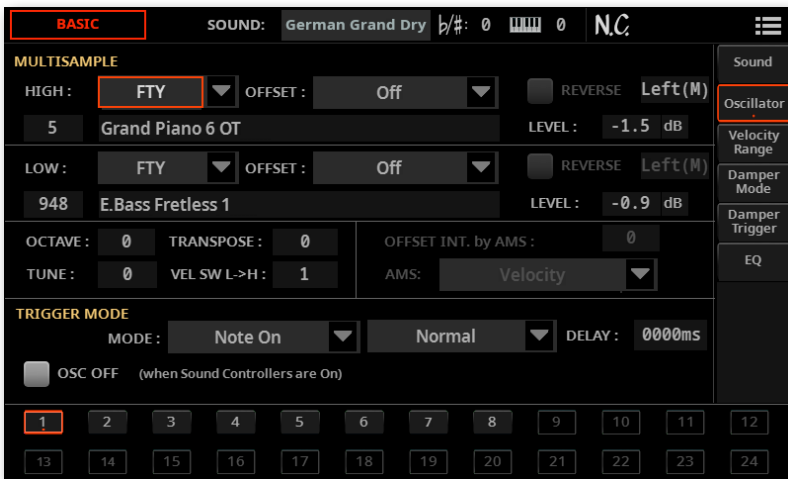 BASIC SOUND: German Grand Dry ♭/#: 0 0 N.C.
MULTISAMPLE Sound
HIGH : FTY OFFSET : Off REVERSE Left(M)
Oscillator
5 Grand Piano 6 OT LEVEL : -1.5 dB
Velocity Range
LOW : FTY OFFSET : Off REVERSE Left(M)
Damper Mode
948 E.Bass Fretless 1 LEVEL : -0.9 dB
Damper Trigger
OCTAVE : 0 TRANSPOSE : 0 OFFSET INT. by AMS : 0
EQ
TUNE : 0 VEL SW L->H : 1 AMS: Velocity
TRIGGER MODE
MODE : Note On Normal DELAY : 0000ms
OSC OFF (when Sound Controllers are On)
1 2 3 4 5 6 7 8 9 10 11 12
13 14 15 16 17 18 19 20 21 22 23 24